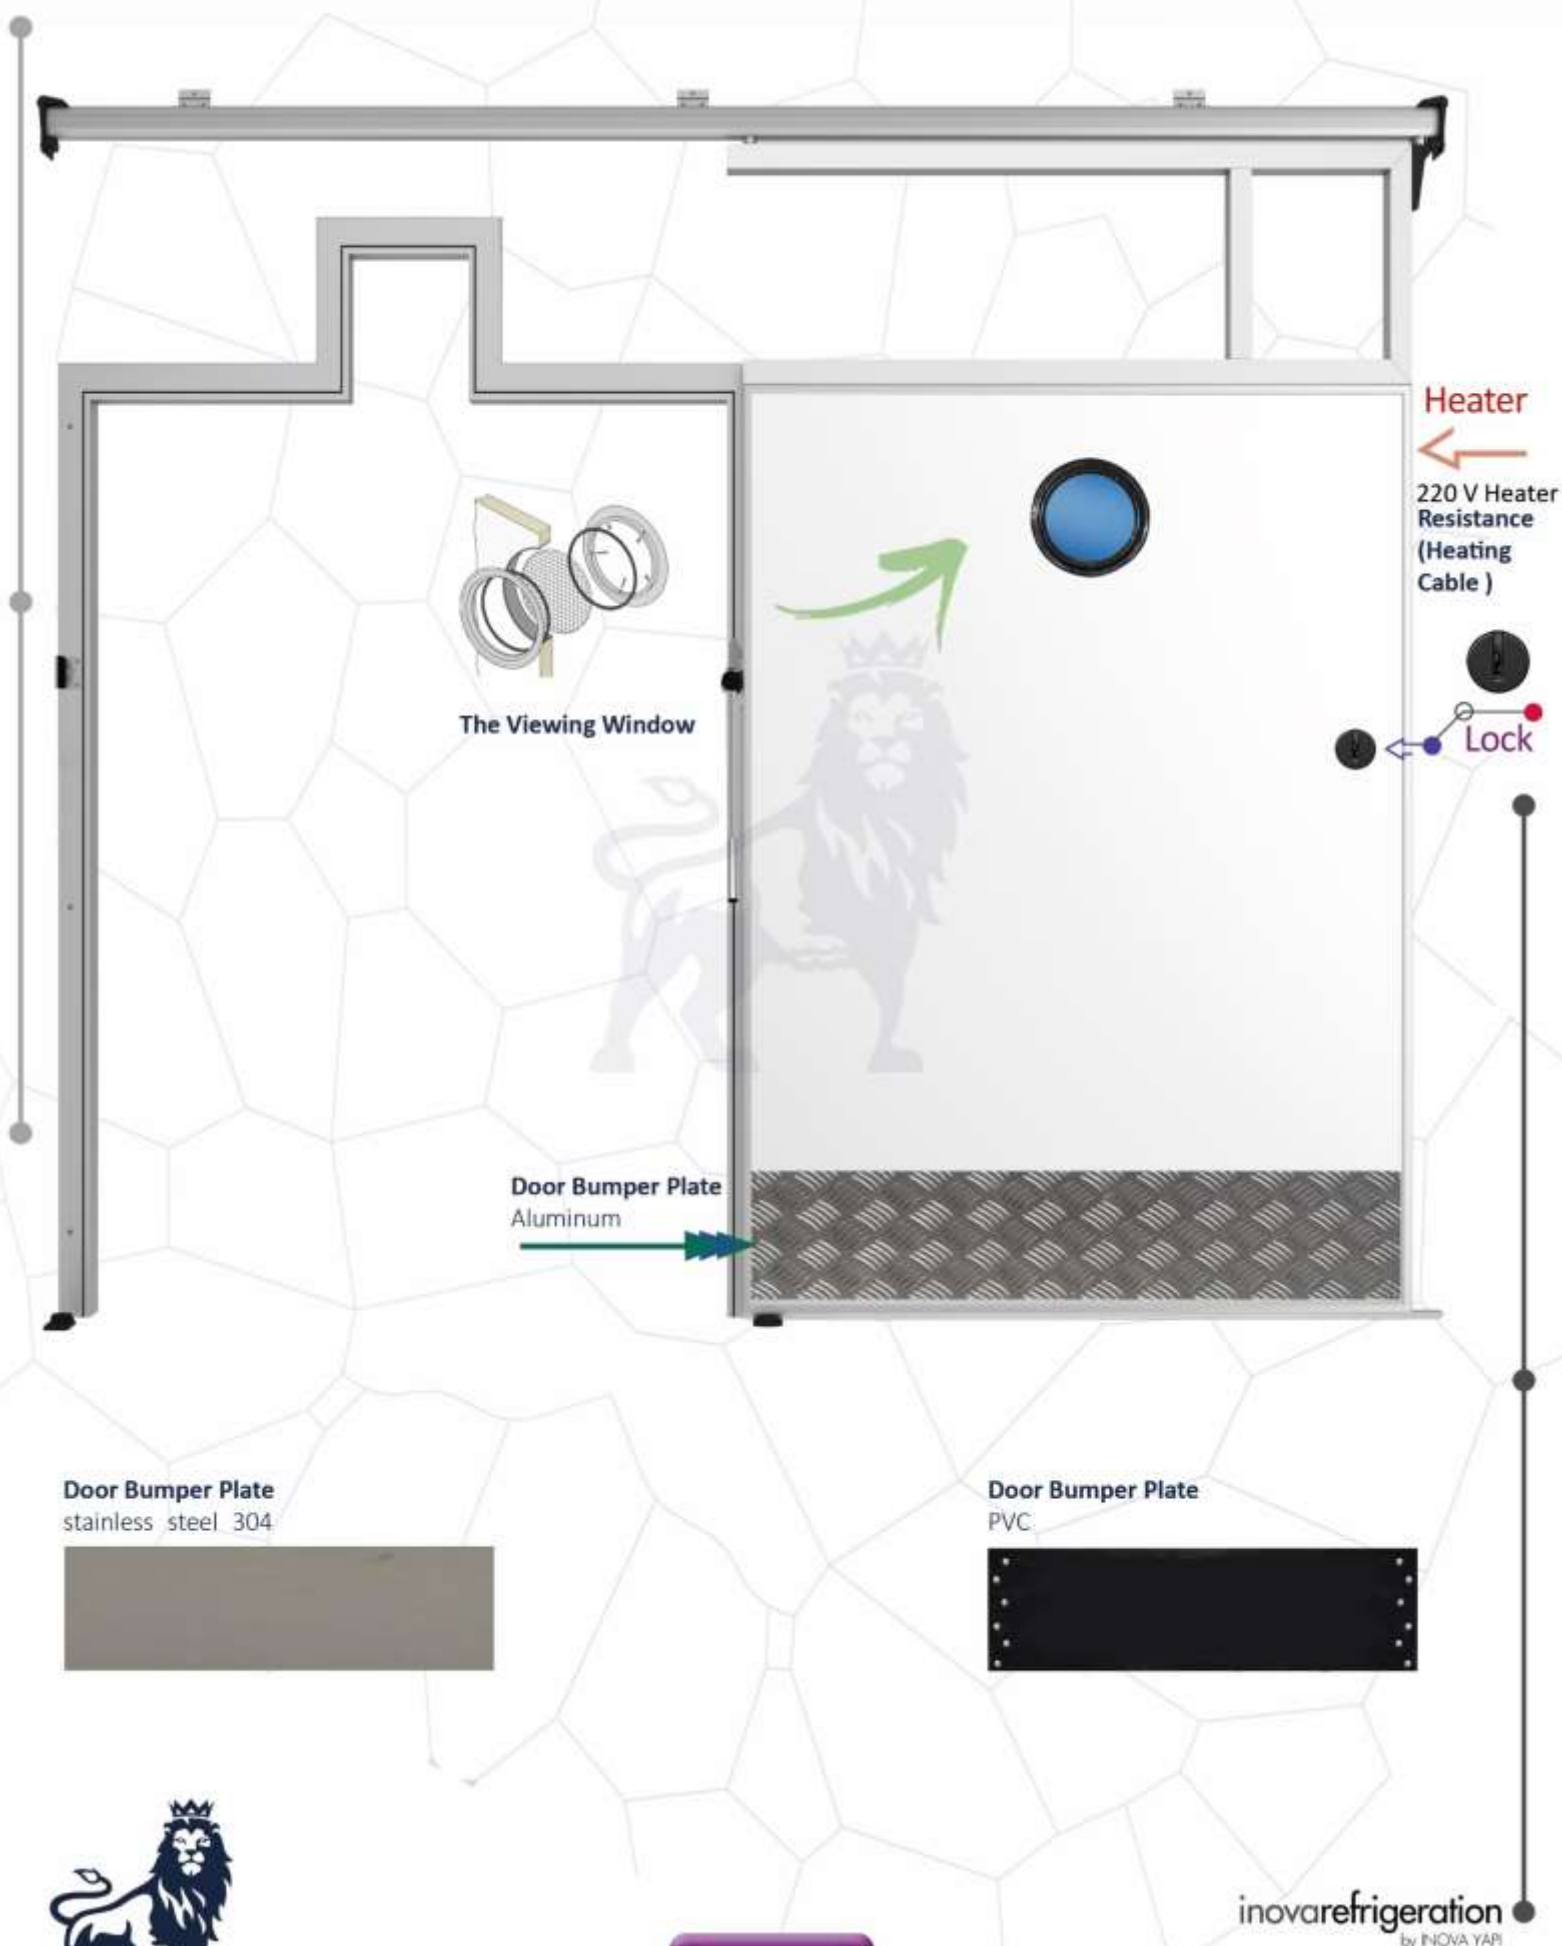 Heater
220 V Heater
Resistance
(Heating
Cable )
The Viewing Window
Lock
Door Bumper Plate
Aluminum
Door Bumper Plate
stainless steel 304
Door Bumper Plate
PVC
inovarefrigeration
by INOVA YAPI